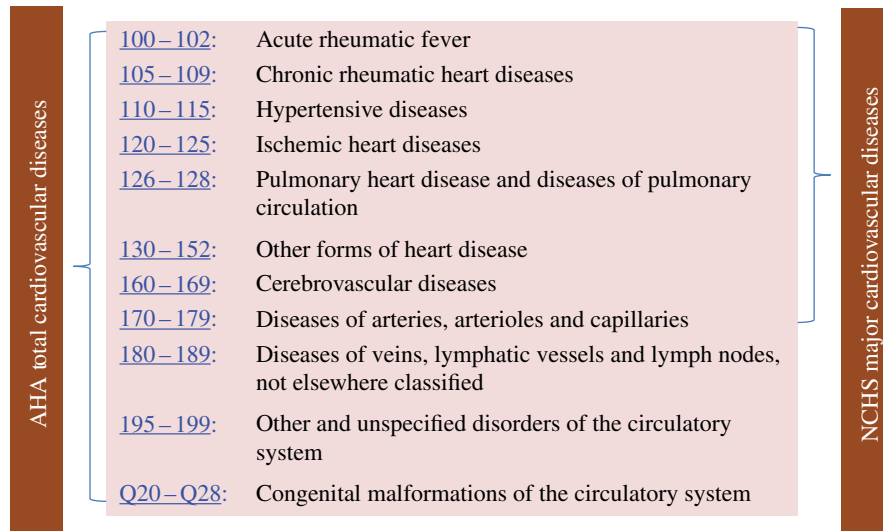 AHA total cardiovascular diseases
100–102: Acute rheumatic fever
105–109: Chronic rheumatic heart diseases
110–115: Hypertensive diseases
120–125: Ischemic heart diseases
126–128: Pulmonary heart disease and diseases of pulmonary
circulation
130–152: Other forms of heart disease
160–169: Cerebrovascular diseases
170–179: Diseases of arteries, arterioles and capillaries
180–189: Diseases of veins, lymphatic vessels and lymph nodes,
not elsewhere classified
195–199: Other and unspecified disorders of the circulatory
system
Q20–Q28: Congenital malformations of the circulatory system
NCHS major cardiovascular diseases